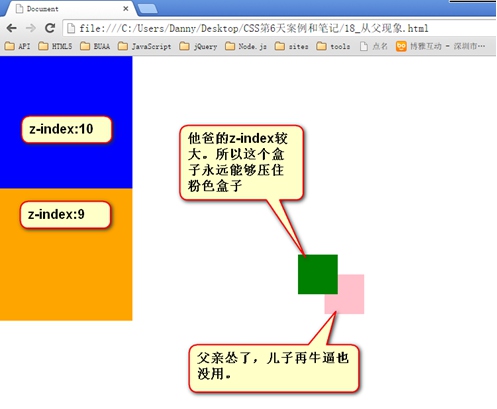 Document
file:///C:/Users/Danny/Desktop/CSS第6天案例和笔记/18_从父现象.html
API HTML5 BUAA JavaScript jQuery Node.js sites tools 点名 博雅互动 - 深圳市…
z-index:10
他爸的z-index较
大。所以这个盒
子永远能够压住
粉色盒子
z-index:9
父亲怂了，儿子再牛逼也
没用。